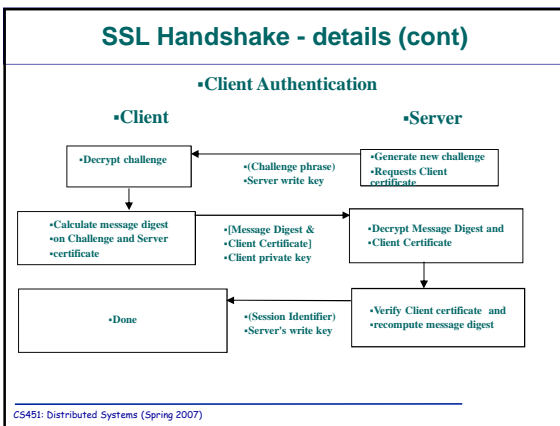 SSL Handshake - details (cont)
▪Client Authentication
▪Client
▪Server
▪Decrypt challenge
▪(Challenge phrase)
▪Server write key
▪Generate new challenge
▪Requests Client
certificate
▪Calculate message digest
▪on Challenge and Server
▪certificate
▪[Message Digest &
▪Client Certificate]
▪Client private key
▪Decrypt Message Digest and
▪Client Certificate
▪Done
▪(Session Identifier)
▪Server's write key
▪Verify Client certificate and
▪recompute message digest
CS451: Distributed Systems (Spring 2007)